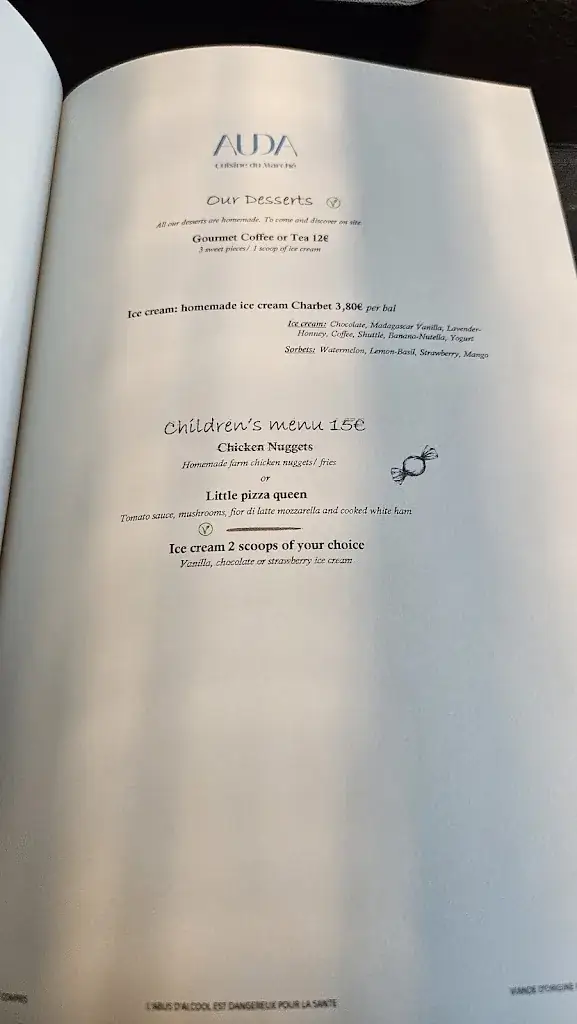 AUDA
Cuisine du Marché
Our Desserts
All our desserts are homemade. To come and discover on site
Gourmet Coffee or Tea 12€
3 sweet pieces/ 1 scoop of ice cream
Ice cream: homemade ice cream Charbet 3,80€ per bal
Ice cream: Chocolate, Madagascar Vanilla, Lavender-
Honney, Coffee, Shuttle, Banana-Nutella, Yogurt
Sorbets: Watermelon, Lemon-Basil, Strawberry, Mango
Children's menu 15€
Chicken Nuggets
Homemade farm chicken nuggets/ fries
or
Little pizza queen
Tomato sauce, mushrooms, fior di latte mozzarella and cooked white ham
Ice cream 2 scoops of your choice
Vanilla, chocolate or strawberry ice cream
L'ABUS D'ALCOOL EST DANGEREUX POUR LA SANTE
VIANDE D'ORIGINE